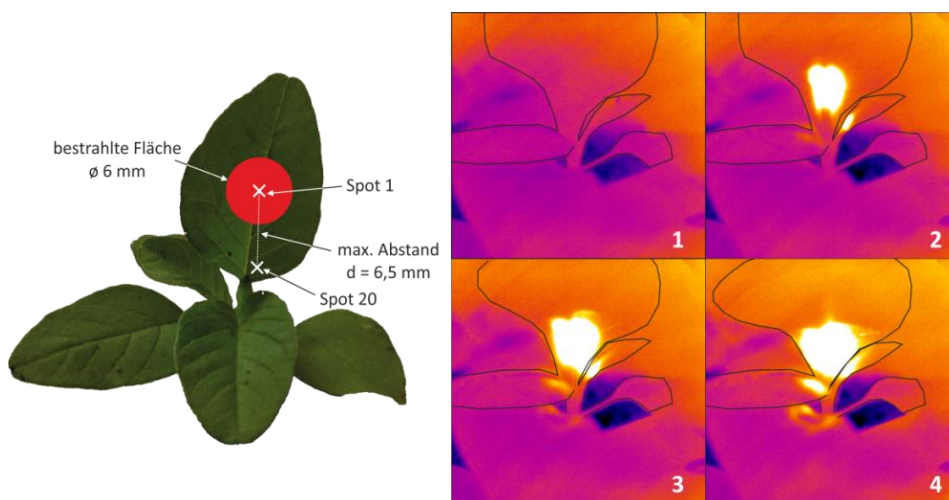 bestrahlte Fläche
ø 6 mm
Spot 1
max. Abstand
d = 6,5 mm
Spot 20
1
2
3
4